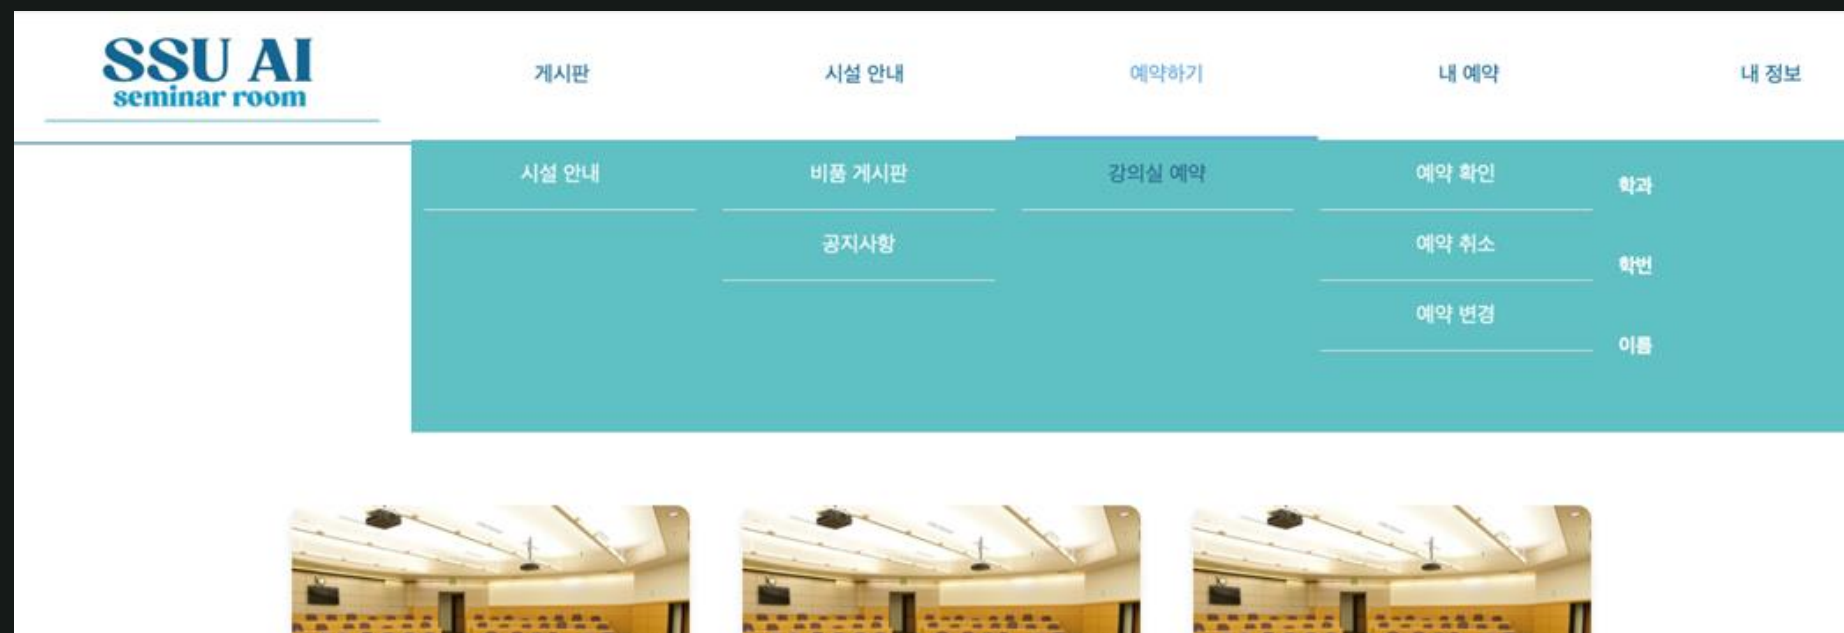 SSU AI
seminar room
게시판 시설 안내 예약하기 내 예약 내 정보
시설 안내 비품 게시판 강의실 예약 예약 확인 학과
공지사항 예약 취소 학번
예약 변경 이름